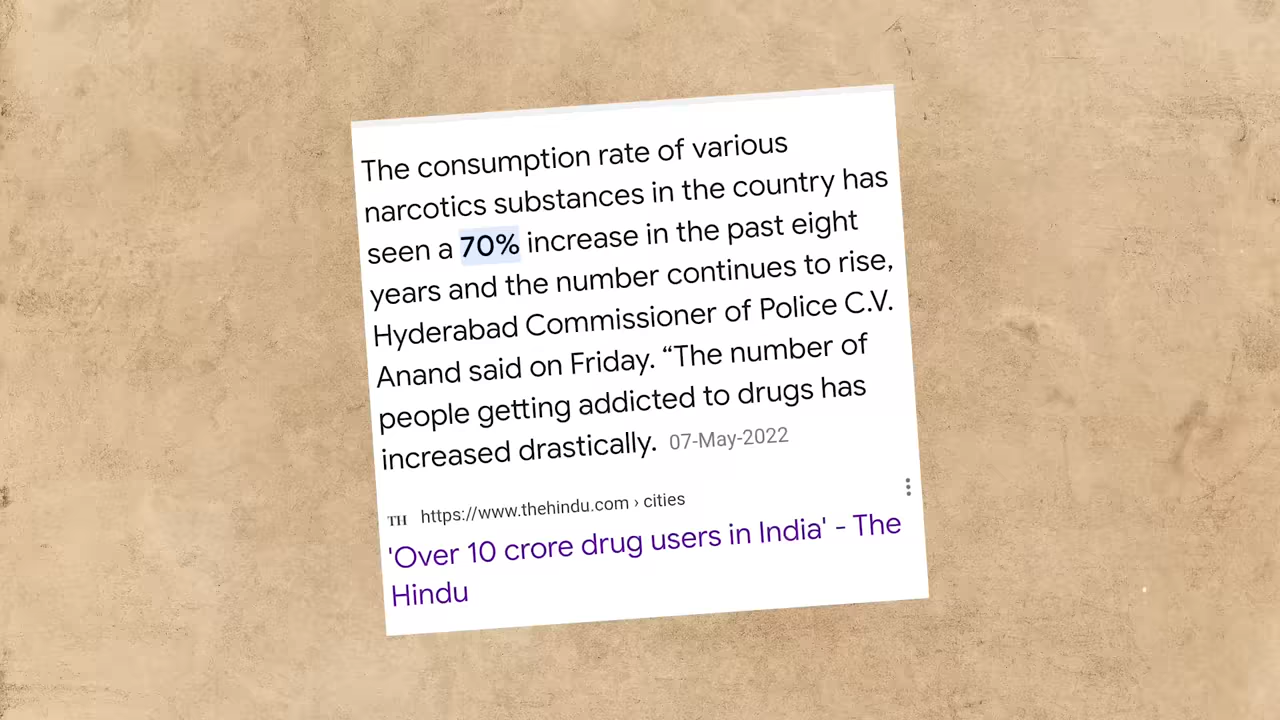 The consumption rate of various
narcotics substances in the country has
seen a 70% increase in the past eight
years and the number continues to rise,
Hyderabad Commissioner of Police C.V.
Anand said on Friday. “The number of
people getting addicted to drugs has
increased drastically. 07-May-2022
TH https://www.thehindu.com › cities
'Over 10 crore drug users in India' - The
Hindu